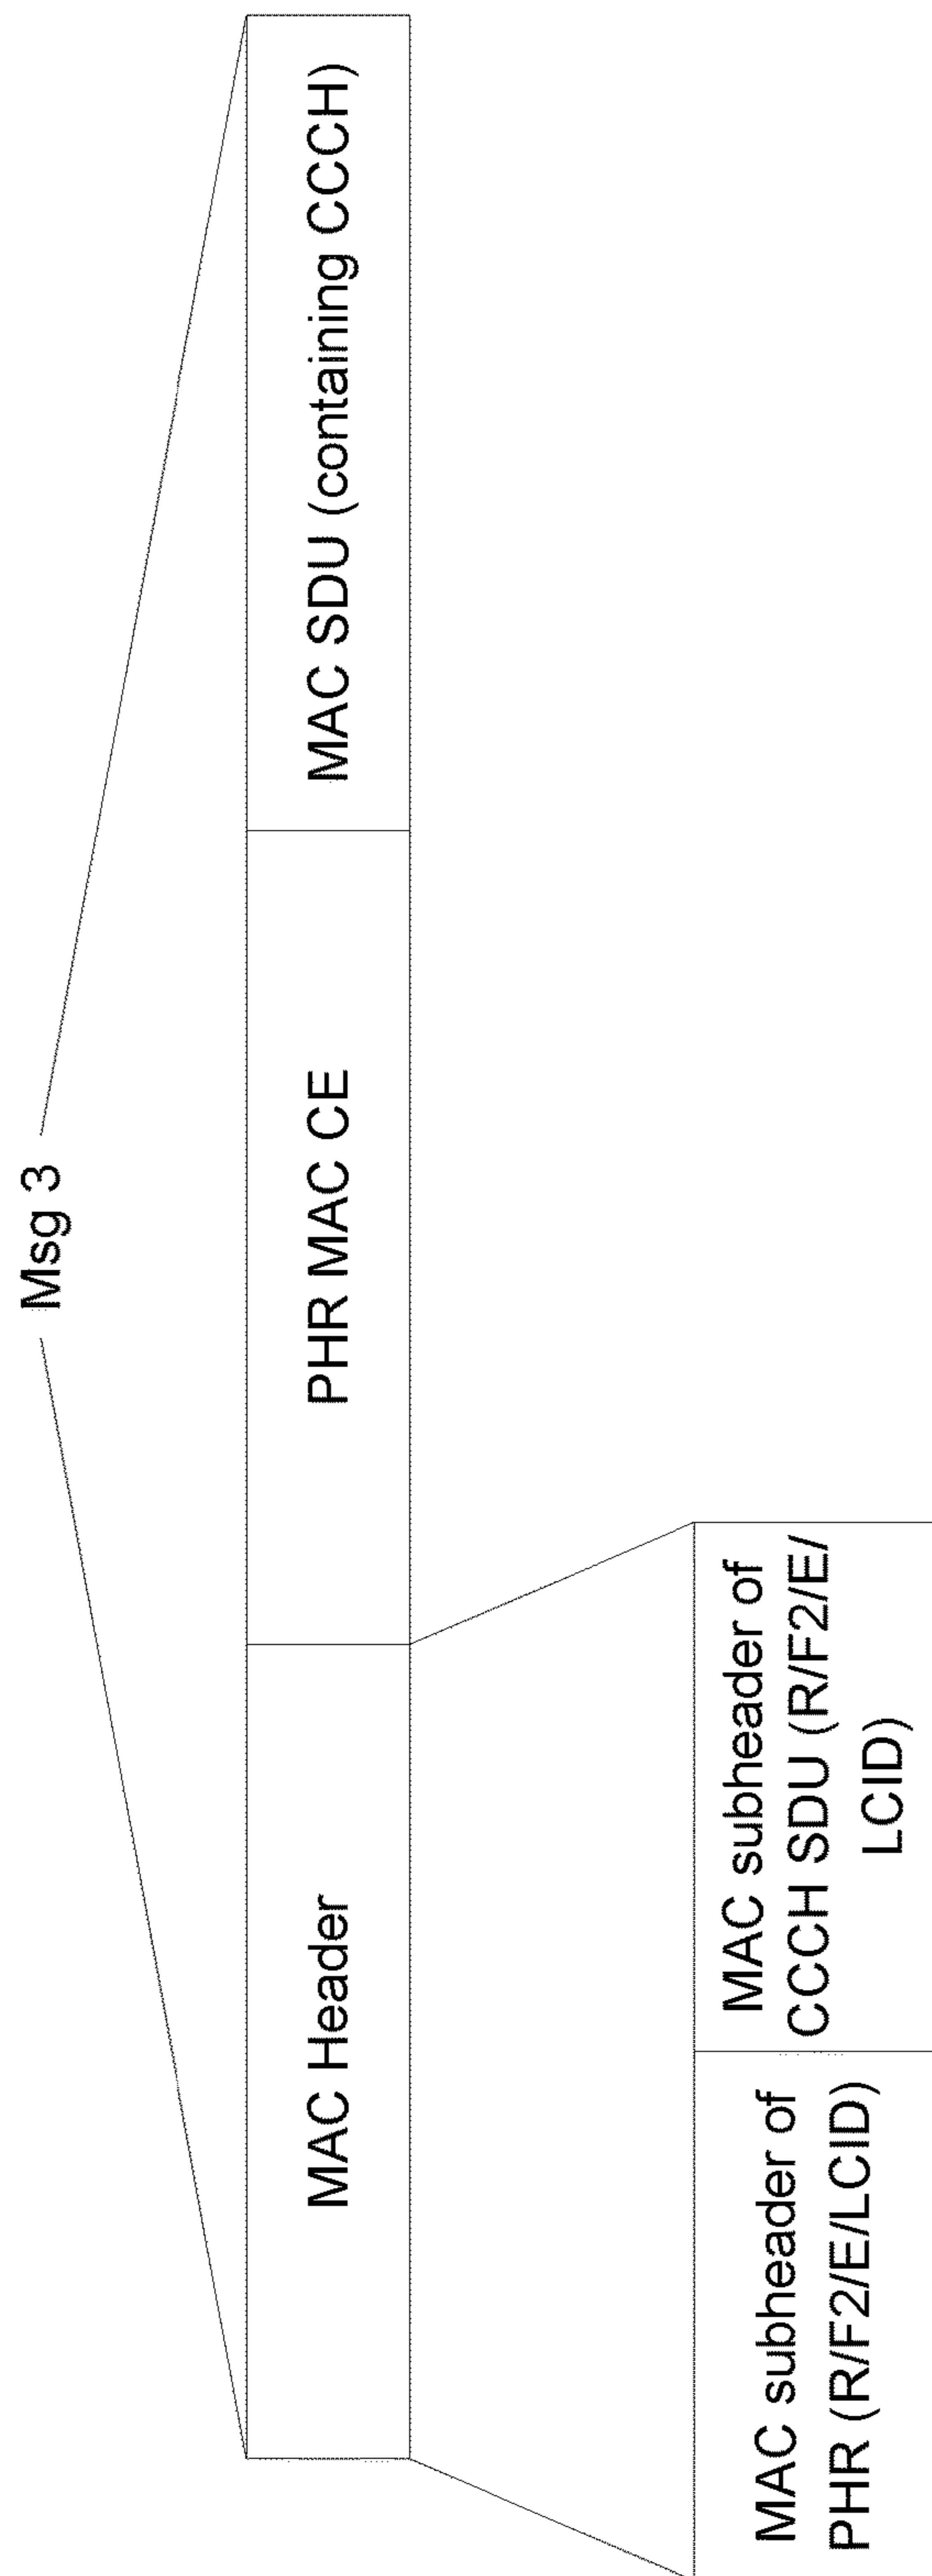 Msg 3
MAC Header
PHR MAC CE
MAC SDU (containing CCCH)
MAC subheader of
PHR (R/F2/E/LCID)
MAC subheader of
CCCH SDU (R/F2/E/
LCID)